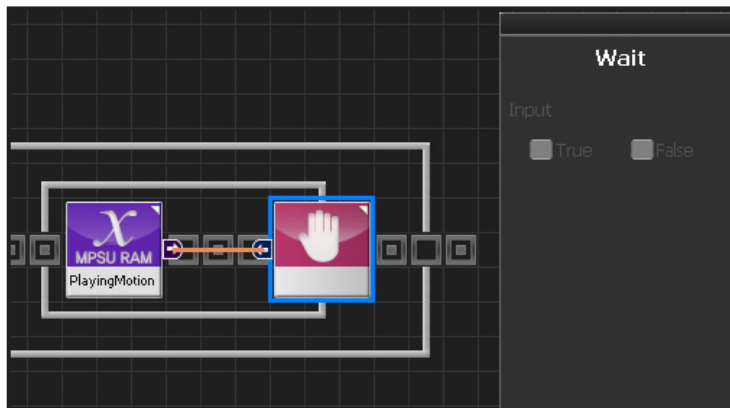 Wait
Input
True False
X
MPSU RAM
PlayingMotion